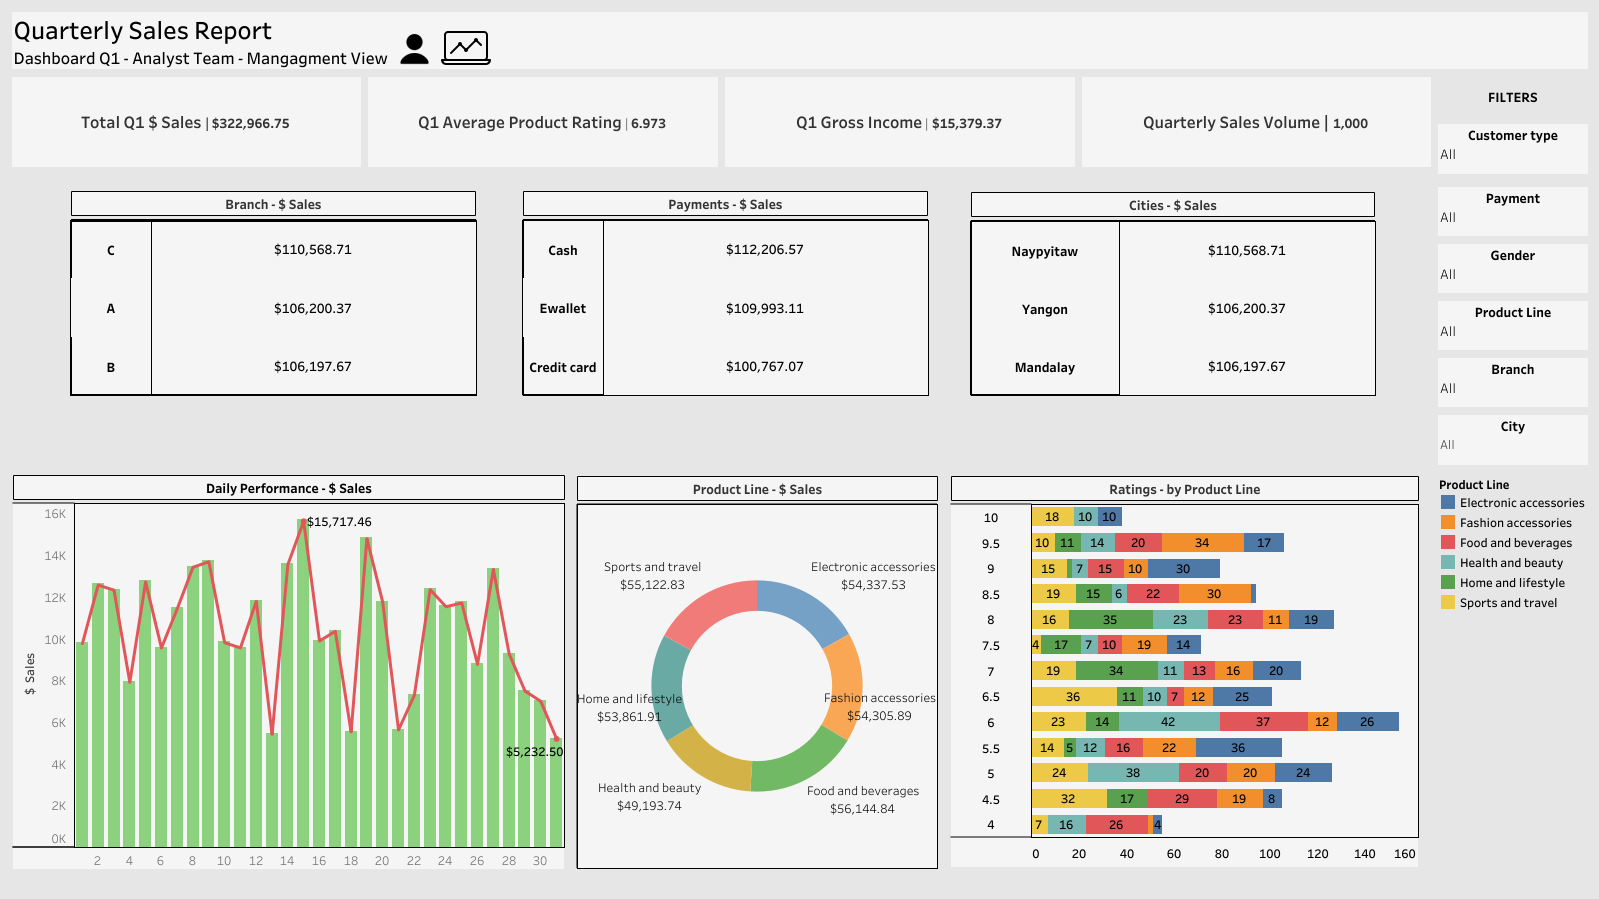 Quarterly Sales Report
Dashboard Q1 - Analyst Team - Mangagment View
Total Q1 $ Sales | $322,966.75
Q1 Average Product Rating | 6.973
Q1 Gross Income | $15,379.37
Quarterly Sales Volume | 1,000
FILTERS
Customer type
All
Payment
All
Gender
All
Product Line
All
Branch
All
City
All
Branch - $ Sales
C $110,568.71
A $106,200.37
B $106,197.67
Payments - $ Sales
Cash $112,206.57
Ewallet $109,993.11
Credit card $100,767.07
Cities - $ Sales
Naypyitaw $110,568.71
Yangon $106,200.37
Mandalay $106,197.67
Daily Performance - $ Sales
$ Sales
16K
14K
12K
10K
8K
6K
4K
2K
0K
$15,717.46
$5,232.50
2 4 6 8 10 12 14 16 18 20 22 24 26 28 30
Product Line - $ Sales
Sports and travel
$55,122.83
Electronic accessories
$54,337.53
Home and lifestyle
$53,861.91
Fashion accessories
$54,305.89
Health and beauty
$49,193.74
Food and beverages
$56,144.84
Ratings - by Product Line
10 18 10 10
9.5 10 11 14 20 34 17
9 15 7 15 10 30
8.5 19 15 6 22 30
8 16 35 23 23 11 19
7.5 4 17 7 10 19 14
7 19 34 11 13 16 20
6.5 36 11 10 7 12 25
6 23 14 42 37 12 26
5.5 14 5 12 16 22 36
5 24 38 20 20 24
4.5 32 17 29 19 8
4 7 16 26 4
0 20 40 60 80 100 120 140 160
Product Line
Electronic accessories
Fashion accessories
Food and beverages
Health and beauty
Home and lifestyle
Sports and travel